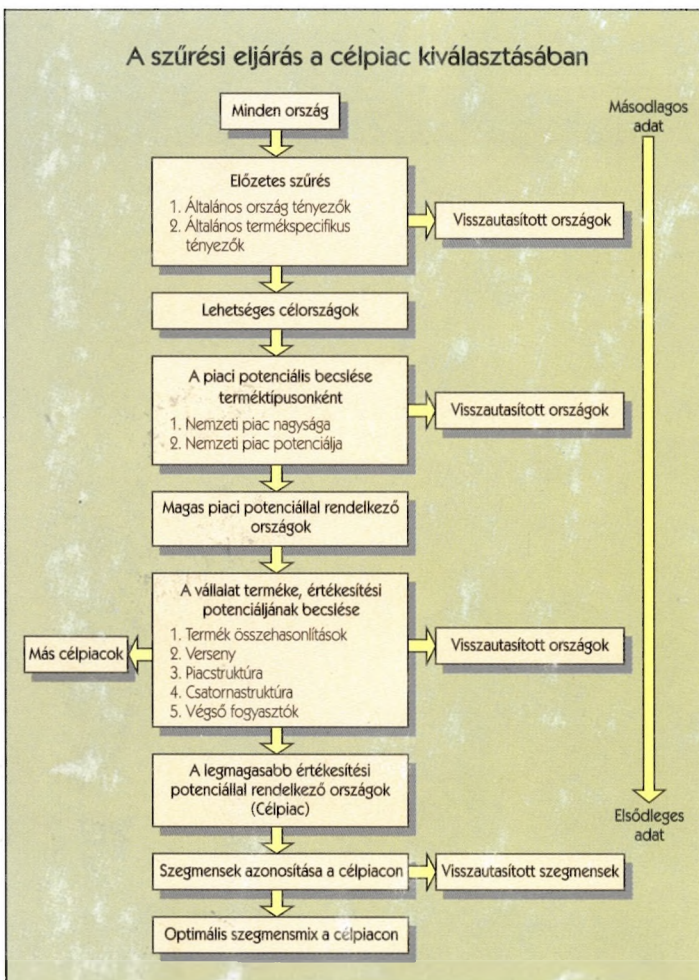 A szűrési eljárás a célpiac kiválasztásában
Minden ország
Másodlagos
adat
Előzetes szűrés
1. Általános ország tényezők
2. Általános termékspecifikus
tényezők
Visszautasított országok
Lehetséges célországok
A piaci potenciális becslése
terméktípusonként
1. Nemzeti piac nagysága
2. Nemzeti piac potenciálja
Visszautasított országok
Magas piaci potenciállal rendelkező
országok
A vállalat terméke, értékesítési
potenciáljának becslése
1. Termék összehasonlítások
2. Verseny
3. Piacstruktúra
4. Csatornastruktúra
5. Végső fogyasztók
Más célpiacok
Visszautasított országok
A legmagasabb értékesítési
potenciállal rendelkező országok
(Célpiac)
Elsődleges
adat
Szegmensek azonosítása a célpiacon
Visszautasított szegmensek
Optimális szegmensmix a célpiacon